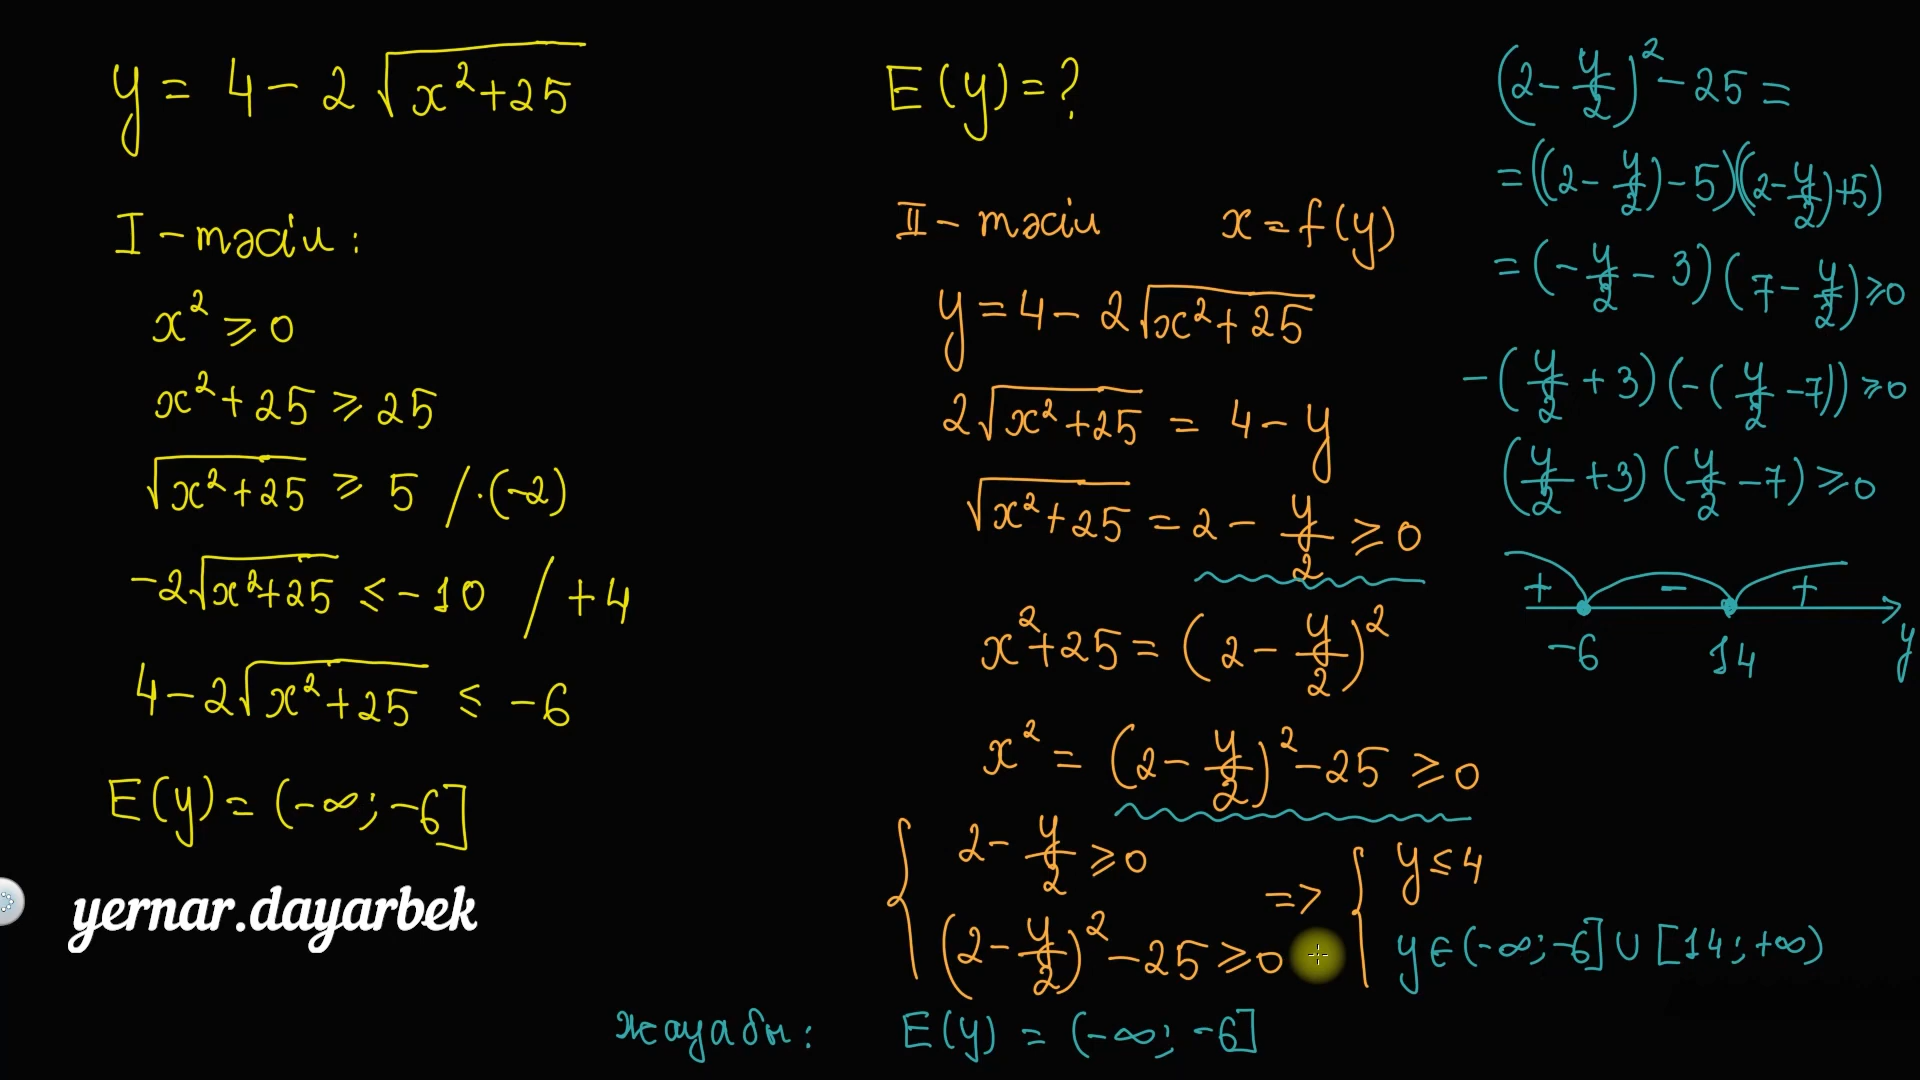 y = 4 - 2√(x² + 25)
I - тәсіл :
x² ⩾ 0
x² + 25 ⩾ 25
√(x² + 25) ⩾ 5 / ·(-2)
-2√(x² + 25) ≤ -10 / +4
4 - 2√(x² + 25) ≤ -6
E(y) = (-∞; -6]
yernar.dayarbek
E(y) = ?
II - тәсіл x = f(y)
y = 4 - 2√(x² + 25)
2√(x² + 25) = 4 - y
√(x² + 25) = 2 - y/2 ⩾ 0
x² + 25 = (2 - y/2)²
x² = (2 - y/2)² - 25 ⩾ 0
{ 2 - y/2 ⩾ 0
(2 - y/2)² - 25 ⩾ 0
=> { y ≤ 4
y ∈ (-∞; -6] ∪ [14; +∞)
жауабы : E(y) = (-∞; -6]
(2 - y/2)² - 25 =
= ((2 - y/2) - 5)((2 - y/2) + 5)
= (-y/2 - 3)(7 - y/2) ⩾ 0
-(y/2 + 3)(-(y/2 - 7)) ⩾ 0
(y/2 + 3)(y/2 - 7) ⩾ 0
+ - +
-6 14 y